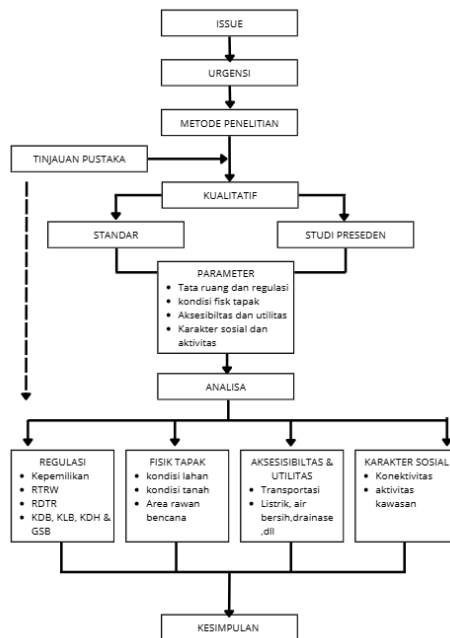 ISSUE
URGENSI
METODE PENELITIAN
TINJAUAN PUSTAKA
KUALITATIF
STANDAR
STUDI PRESEDEN
PARAMETER
• Tata ruang dan regulasi
• kondisi fisk tapak
• Aksesibiltas dan utilitas
• Karakter sosial dan
aktivitas
ANALISA
REGULASI
• Kepemilikan
• RTRW
• RDTR
• KDB, KLB, KDH &
GSB
FISIK TAPAK
• kondisi lahan
• kondisi tanah
• Area rawan
bencana
AKSESISIBILTAS &
UTILITAS
• Transportasi
• Listrik, air
bersih,drainase
,dll
KARAKTER SOSIAL
• Konektivitas
• aktivitas
kawasan
KESIMPULAN